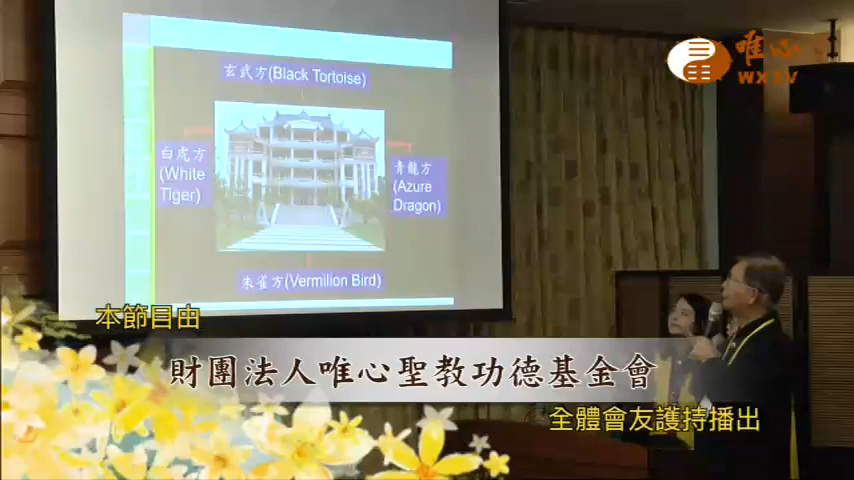 玄武方(Black Tortoise)
白虎方
(White
Tiger)
青龍方
(Azure
Dragon)
朱雀方(Vermilion Bird)
唯心
WXTV
本節目由
財團法人唯心聖教功德基金會
全體會友護持播出